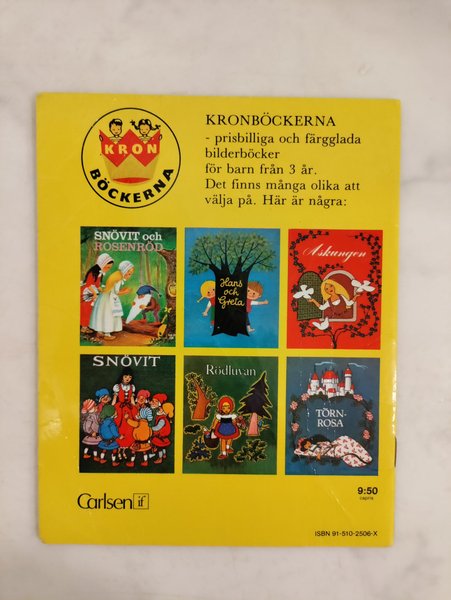 KRON
BÖCKERNA
KRONBÖCKERNA
- prisbilliga och färgglada
bilderböcker
för barn från 3 år.
Det finns många olika att
välja på. Här är några:
SNÖVIT och
ROSENRÖD
Hans
och
Greta
Askungen
SNÖVIT
Rödluvan
TÖRN-
ROSA
Carlsen if
9:50
capris
ISBN 91-510-2506-X